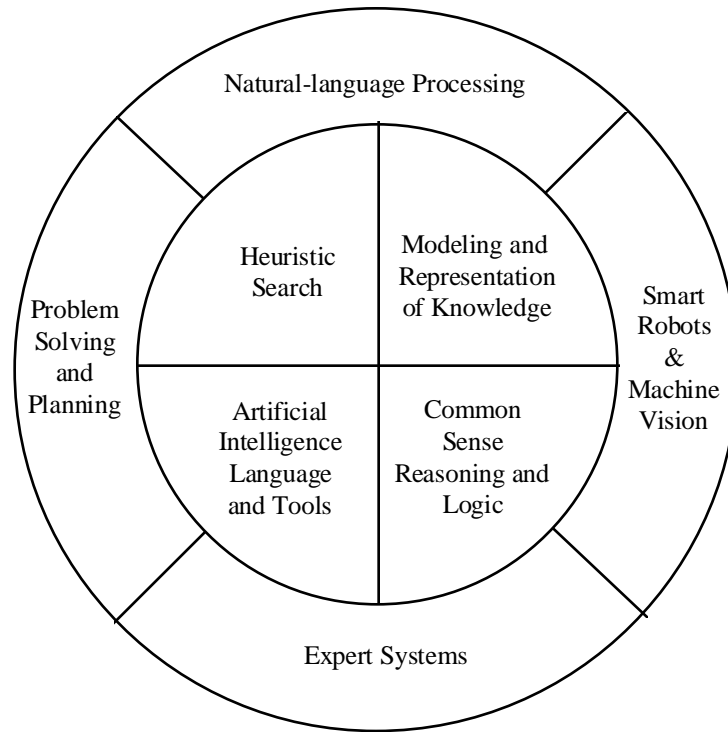 Natural-language Processing
Heuristic
Search
Modeling and
Representation
of Knowledge
Problem
Solving
and
Planning
Smart
Robots
&
Machine
Vision
Artificial
Intelligence
Language
and Tools
Common
Sense
Reasoning and
Logic
Expert Systems